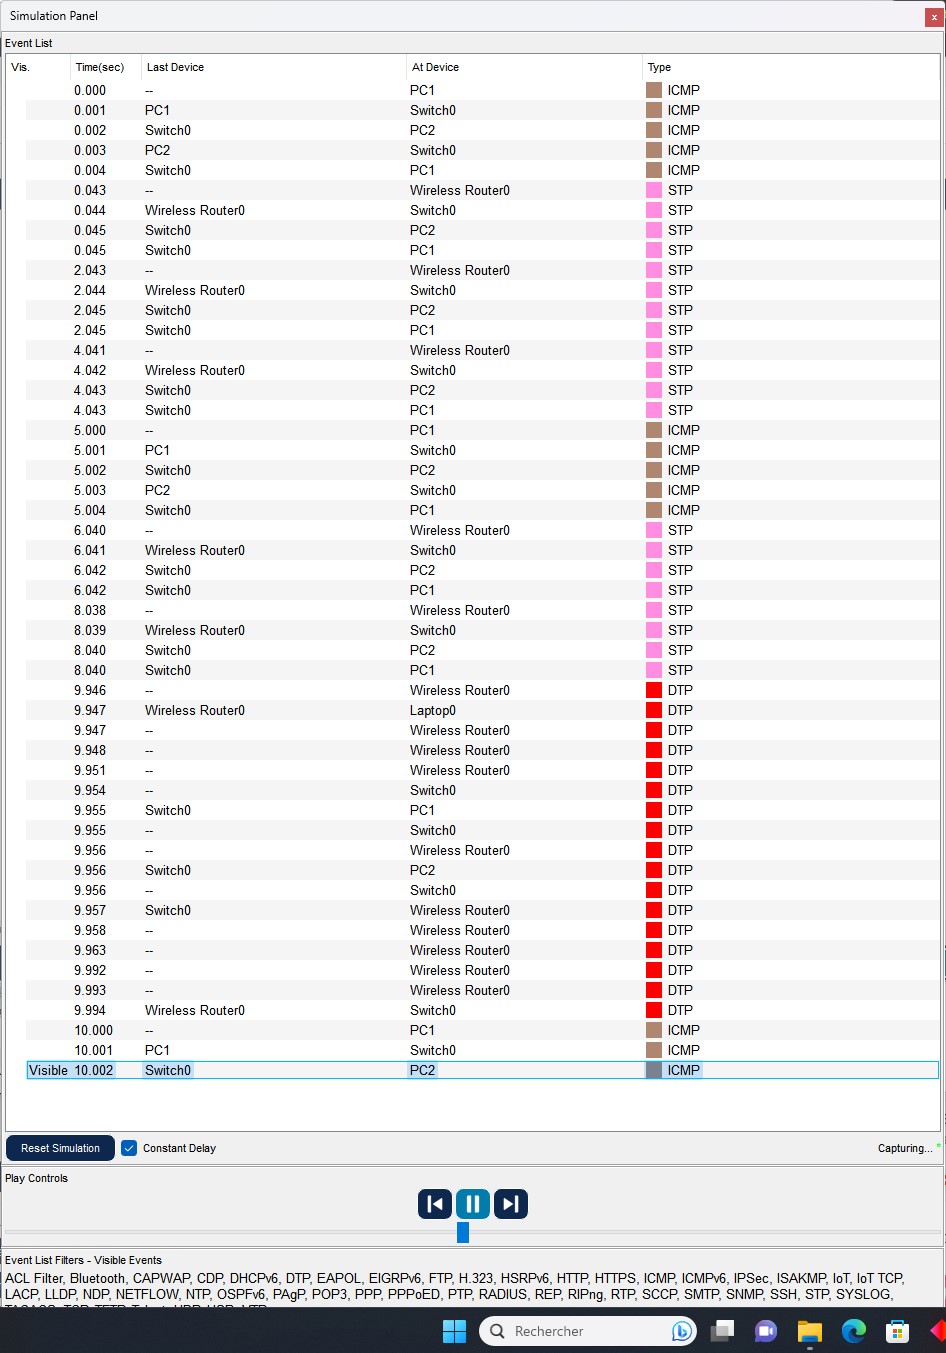 Simulation Panel
x
Event List
Vis. Time(sec) Last Device At Device Type
0.000 -- PC1 ICMP
0.001 PC1 Switch0 ICMP
0.002 Switch0 PC2 ICMP
0.003 PC2 Switch0 ICMP
0.004 Switch0 PC1 ICMP
0.043 -- Wireless Router0 STP
0.044 Wireless Router0 Switch0 STP
0.045 Switch0 PC2 STP
0.045 Switch0 PC1 STP
2.043 -- Wireless Router0 STP
2.044 Wireless Router0 Switch0 STP
2.045 Switch0 PC2 STP
2.045 Switch0 PC1 STP
4.041 -- Wireless Router0 STP
4.042 Wireless Router0 Switch0 STP
4.043 Switch0 PC2 STP
4.043 Switch0 PC1 STP
5.000 -- PC1 ICMP
5.001 PC1 Switch0 ICMP
5.002 Switch0 PC2 ICMP
5.003 PC2 Switch0 ICMP
5.004 Switch0 PC1 ICMP
6.040 -- Wireless Router0 STP
6.041 Wireless Router0 Switch0 STP
6.042 Switch0 PC2 STP
6.042 Switch0 PC1 STP
8.038 -- Wireless Router0 STP
8.039 Wireless Router0 Switch0 STP
8.040 Switch0 PC2 STP
8.040 Switch0 PC1 STP
9.946 -- Wireless Router0 DTP
9.947 Wireless Router0 Laptop0 DTP
9.947 -- Wireless Router0 DTP
9.948 -- Wireless Router0 DTP
9.951 -- Wireless Router0 DTP
9.954 -- Switch0 DTP
9.955 Switch0 PC1 DTP
9.955 -- Switch0 DTP
9.956 -- Wireless Router0 DTP
9.956 Switch0 PC2 DTP
9.956 -- Switch0 DTP
9.957 Switch0 Wireless Router0 DTP
9.958 -- Wireless Router0 DTP
9.963 -- Wireless Router0 DTP
9.992 -- Wireless Router0 DTP
9.993 -- Wireless Router0 DTP
9.994 Wireless Router0 Switch0 DTP
10.000 -- PC1 ICMP
10.001 PC1 Switch0 ICMP
Visible 10.002 Switch0 PC2 ICMP
Reset Simulation Constant Delay Capturing... *
Play Controls
Event List Filters - Visible Events
ACL Filter, Bluetooth, CAPWAP, CDP, DHCPv6, DTP, EAPOL, EIGRPv6, FTP, H.323, HSRPv6, HTTP, HTTPS, ICMP, ICMPv6, IPSec, ISAKMP, IoT, IoT TCP,
LACP, LLDP, NDP, NETFLOW, NTP, OSPFv6, PAgP, POP3, PPP, PPPoED, PTP, RADIUS, REP, RIPng, RTP, SCCP, SMTP, SNMP, SSH, STP, SYSLOG,
Rechercher